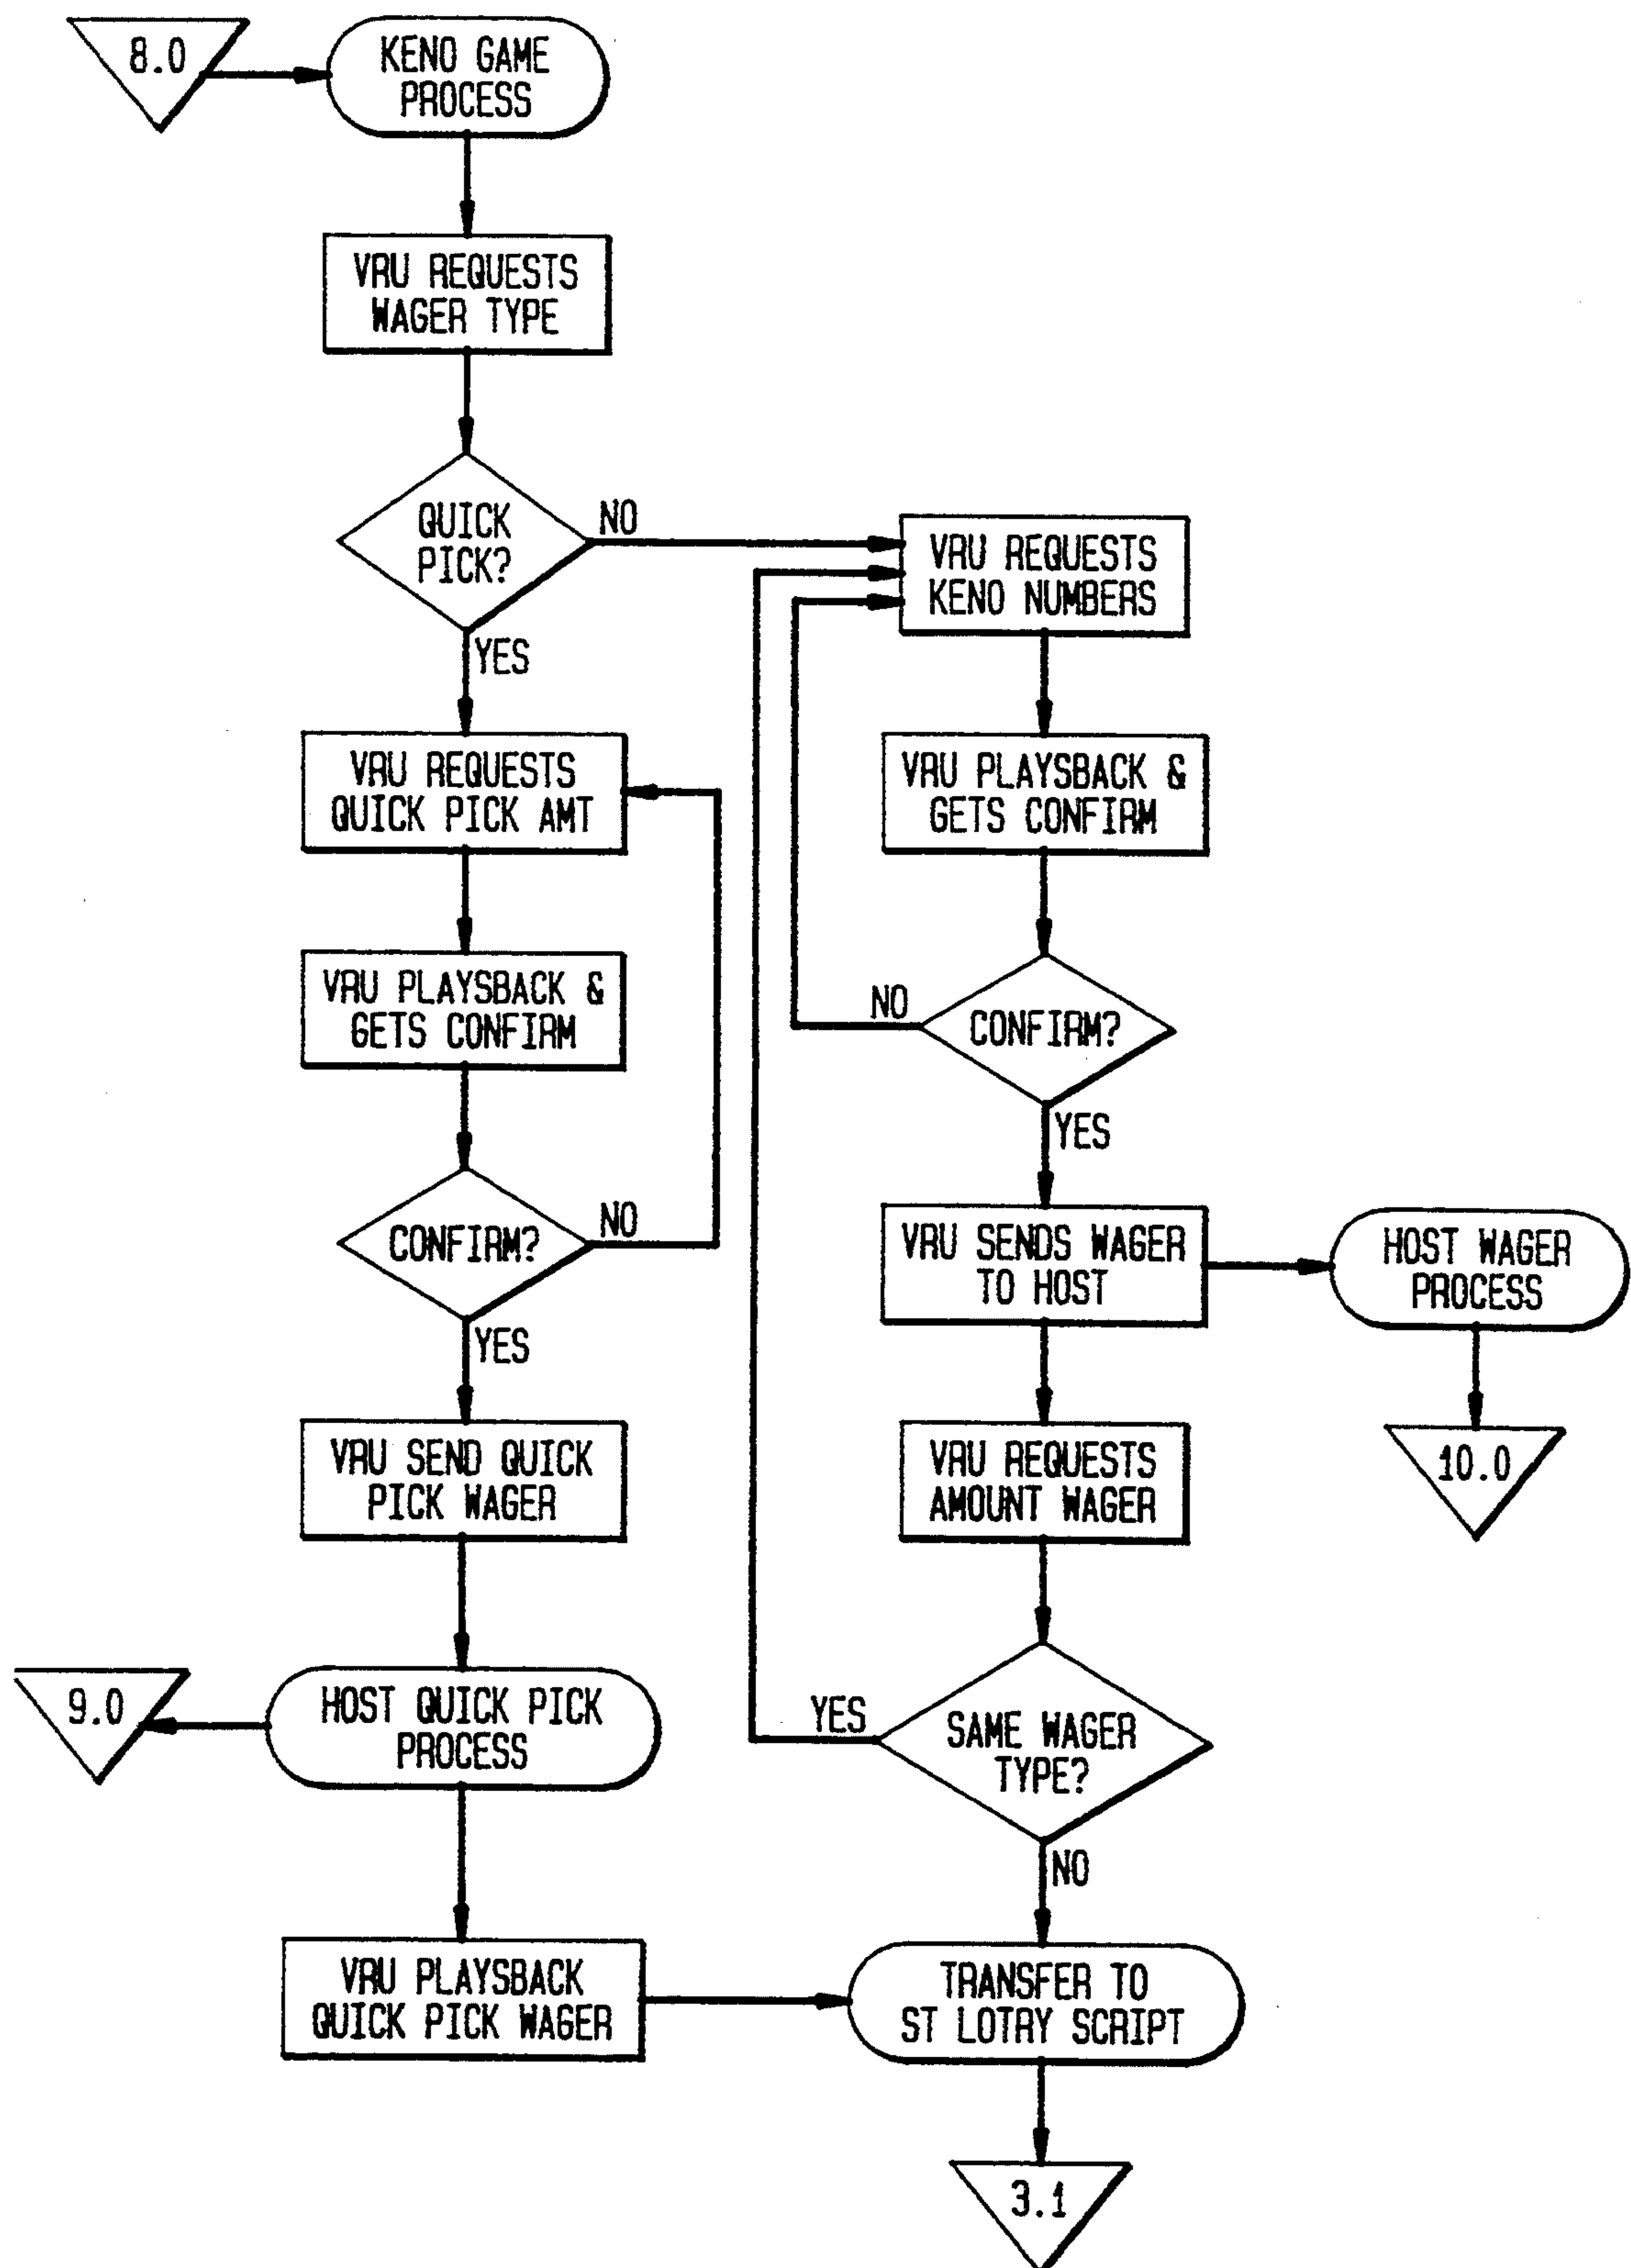 8.0
KENO GAME
PROCESS
VRU REQUESTS
WAGER TYPE
QUICK
PICK?
NO
YES
VRU REQUESTS
KENO NUMBERS
VRU REQUESTS
QUICK PICK AMT
VRU PLAYSBACK &
GETS CONFIRM
VRU PLAYSBACK &
GETS CONFIRM
NO
CONFIRM?
YES
CONFIRM?
NO
YES
VRU SENDS WAGER
TO HOST
HOST WAGER
PROCESS
10.0
VRU SEND QUICK
PICK WAGER
VRU REQUESTS
AMOUNT WAGER
9.0
HOST QUICK PICK
PROCESS
YES
SAME WAGER
TYPE?
NO
VRU PLAYSBACK
QUICK PICK WAGER
TRANSFER TO
ST LOTRY SCRIPT
3.1